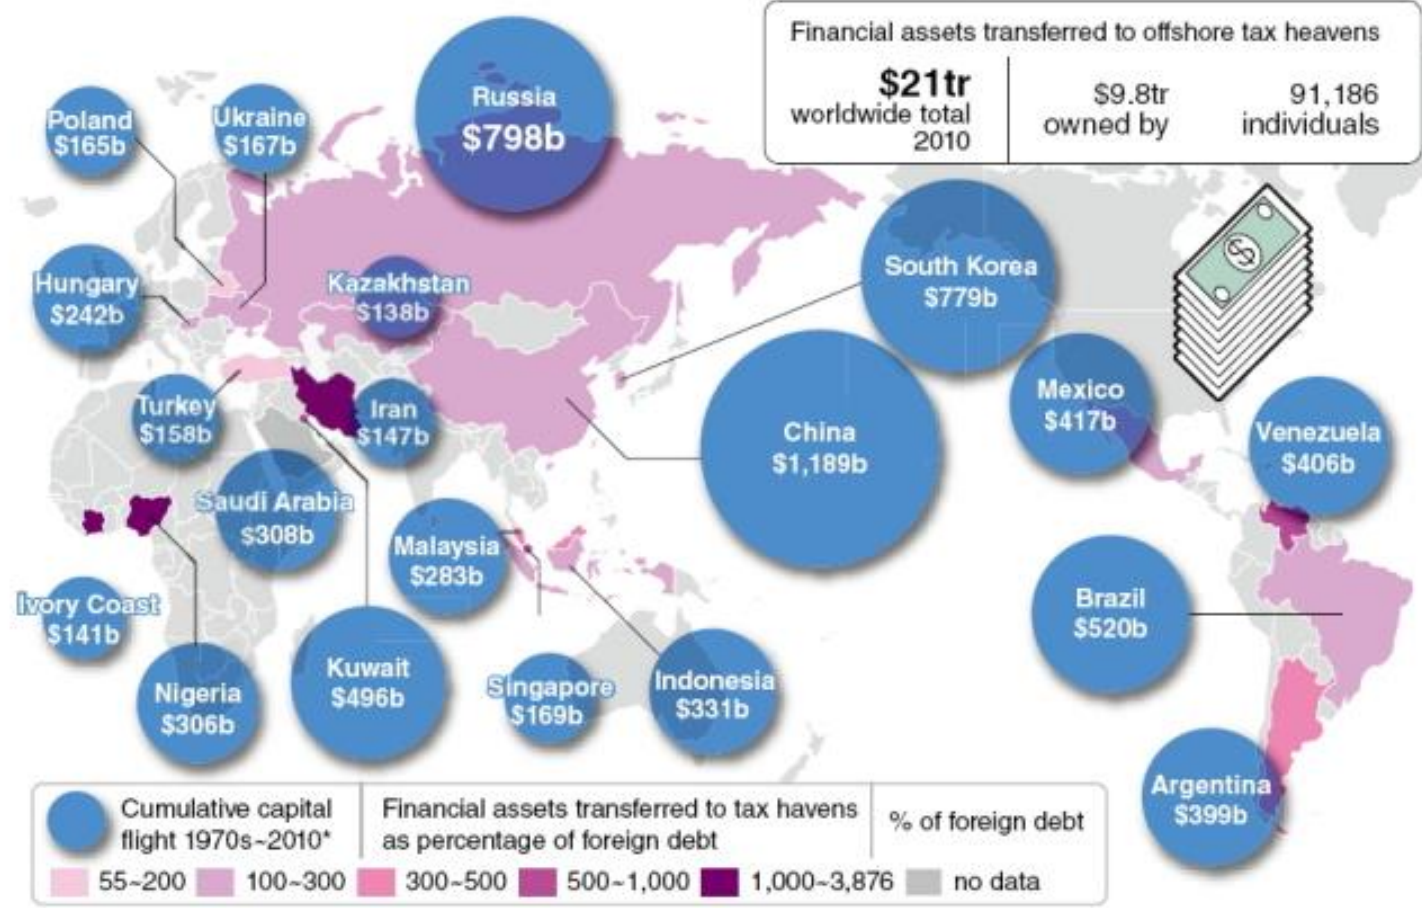 Financial assets transferred to offshore tax heavens
$21tr
worldwide total
2010
$9.8tr
owned by
91,186
individuals
Russia
$798b
Poland
$165b
Ukraine
$167b
Hungary
$242b
Kazakhstan
$138b
South Korea
$779b
Turkey
$158b
Iran
$147b
China
$1,189b
Mexico
$417b
Venezuela
$406b
Saudi Arabia
$308b
Malaysia
$283b
Ivory Coast
$141b
Nigeria
$306b
Kuwait
$496b
Singapore
$169b
Indonesia
$331b
Brazil
$520b
Argentina
$399b
Cumulative capital
flight 1970s~2010*
Financial assets transferred to tax havens
as percentage of foreign debt
% of foreign debt
55~200
100~300
300~500
500~1,000
1,000~3,876
no data
$